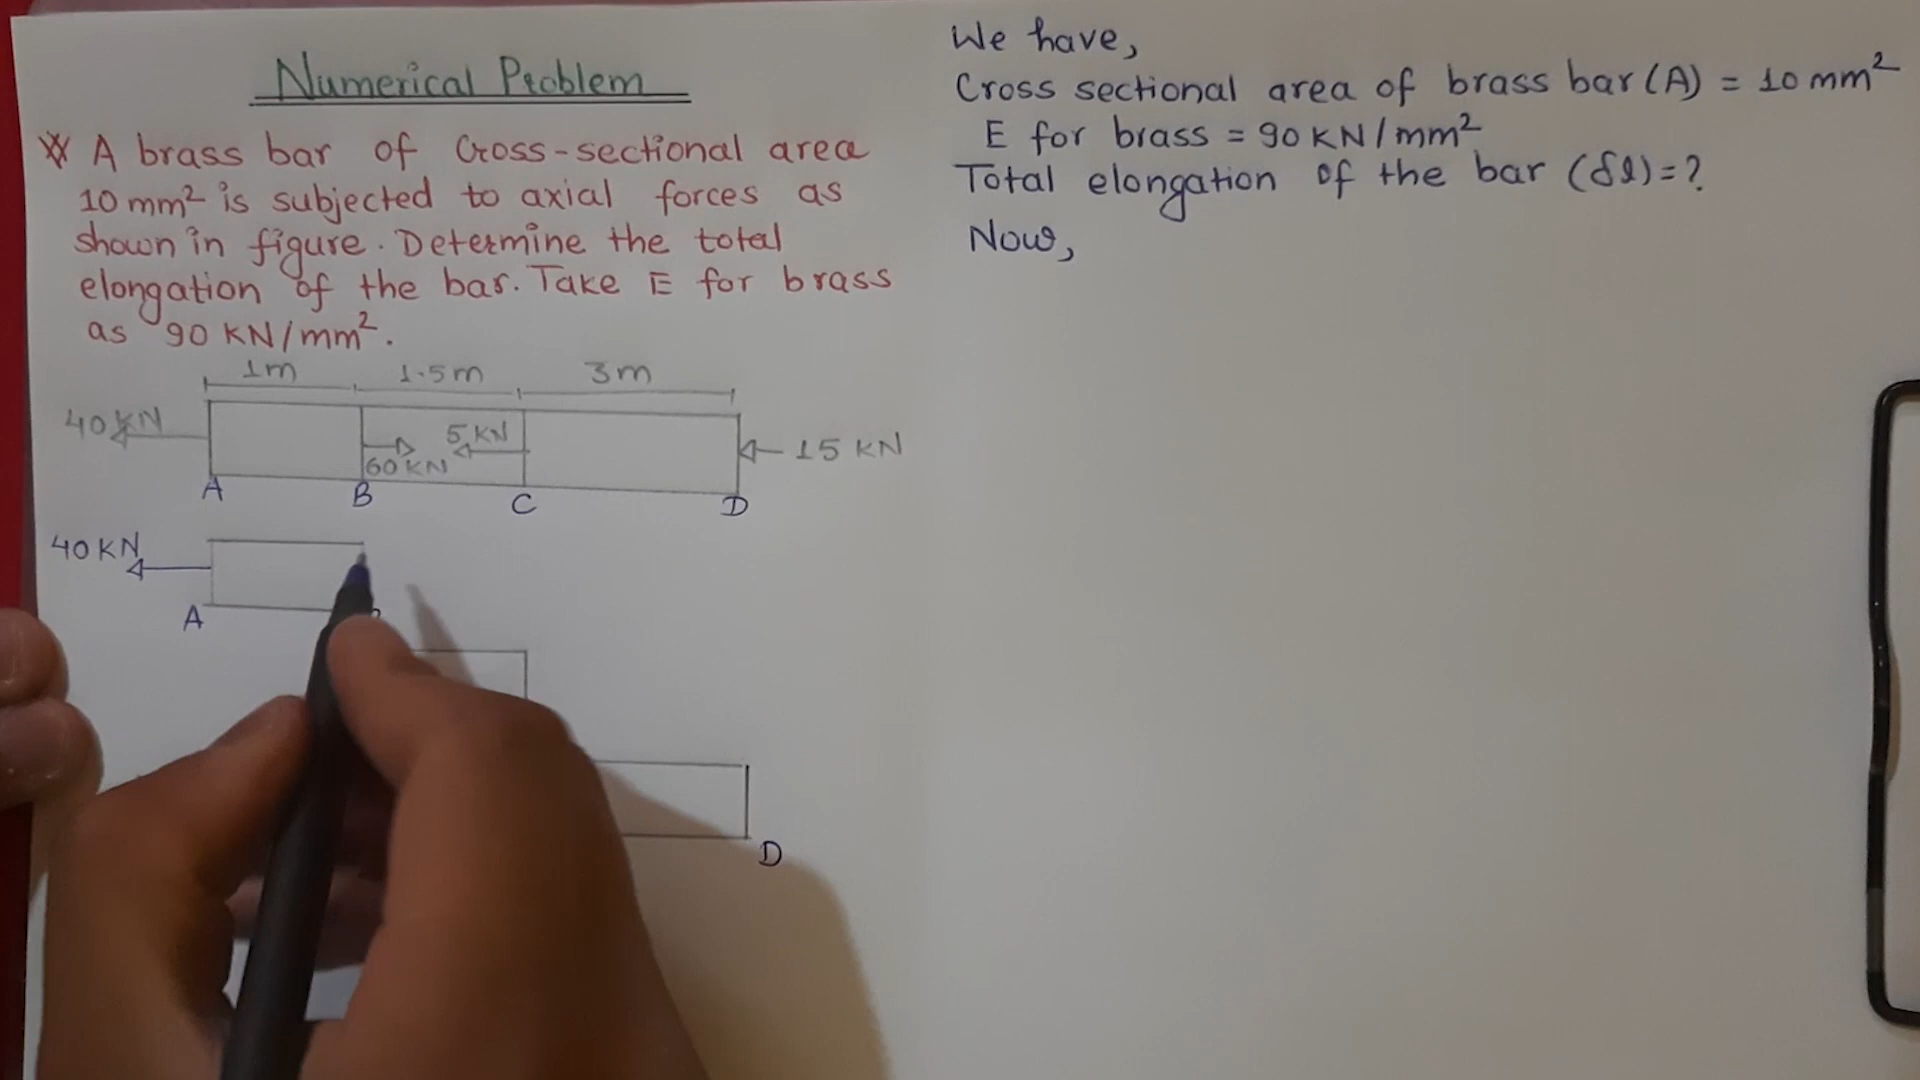 Numerical Problem
A brass bar of Cross-sectional area
10 mm² is subjected to axial forces as
shown in figure. Determine the total
elongation of the bar. Take E for brass
as 90 KN/mm².
1m 1.5m 3m
40 KN 60 KN 5 KN 15 KN
A B C D
40 KN
A
D
We have,
Cross sectional area of brass bar (A) = 10 mm²
E for brass = 90 KN/mm²
Total elongation of the bar (δl) = ?
Now,